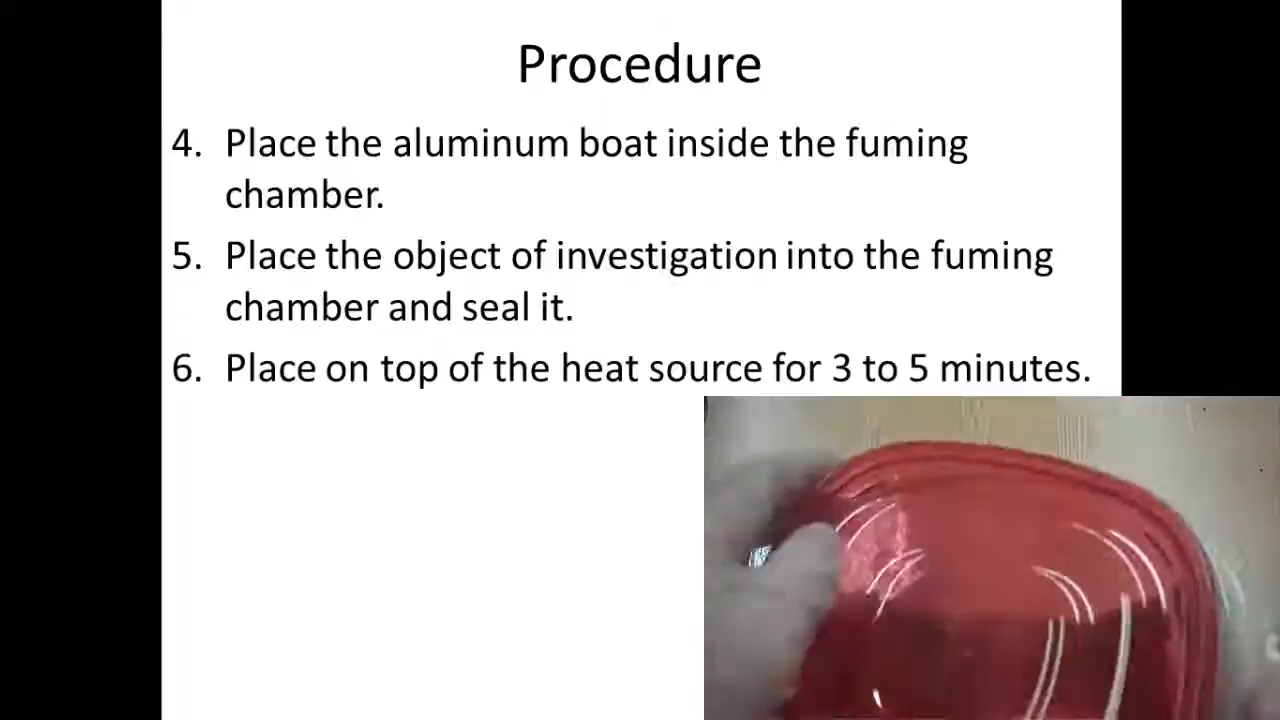 Procedure
4. Place the aluminum boat inside the fuming
chamber.
5. Place the object of investigation into the fuming
chamber and seal it.
6. Place on top of the heat source for 3 to 5 minutes.